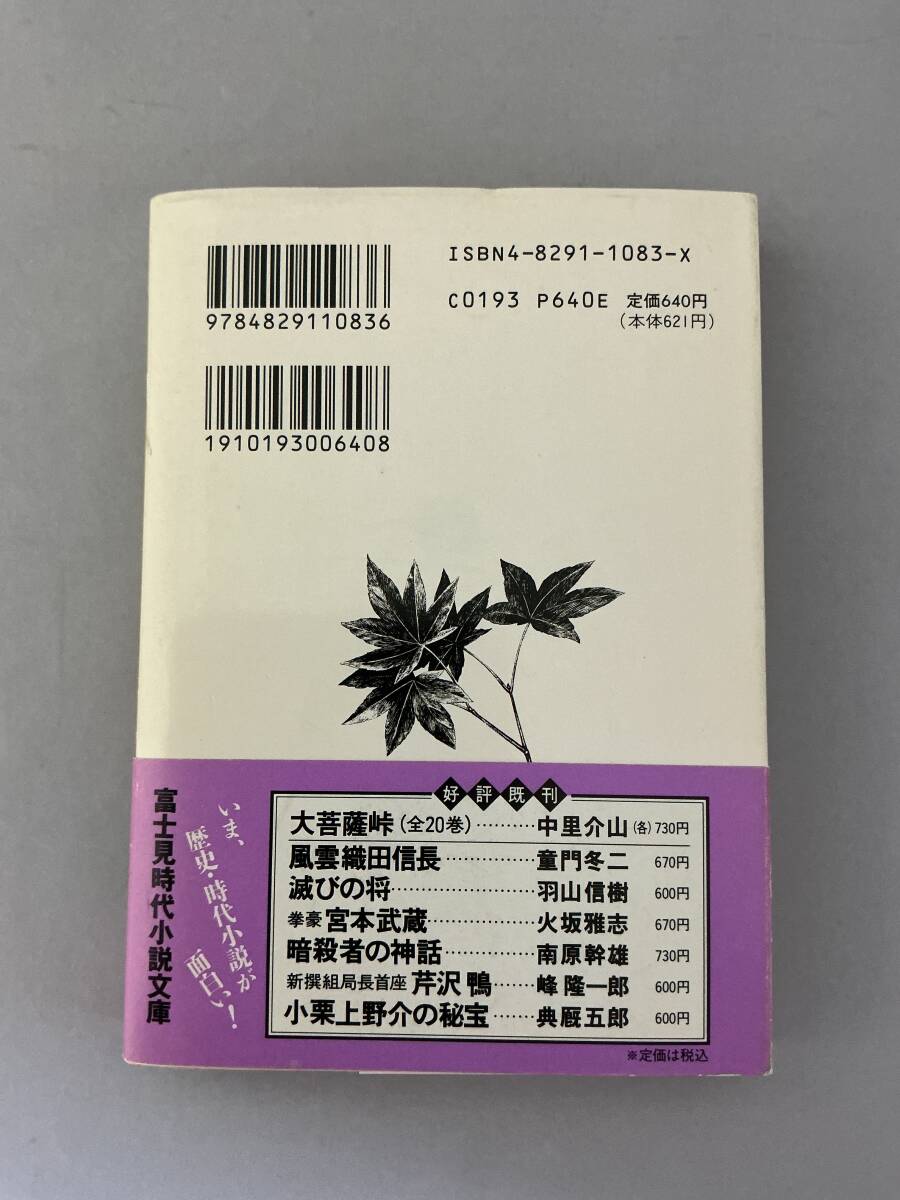 ISBN4-8291-1083-X
C0193 P640E 定価640円
(本体621円)
9784829110836
1910193006408
富士見時代小説文庫
いま、
歴史・時代小説が
面白い!
好評既刊
大菩薩峠(全20巻)………中里介山(各)730円
風雲織田信長……………童門冬二 670円
滅びの将……………羽山信樹 600円
拳豪 宮本武蔵…………火坂雅志 670円
暗殺者の神話…………南原幹雄 730円
新撰組局長首座 芹沢鴨……峰隆一郎 600円
小栗上野介の秘宝……典厩五郎 600円
※定価は税込